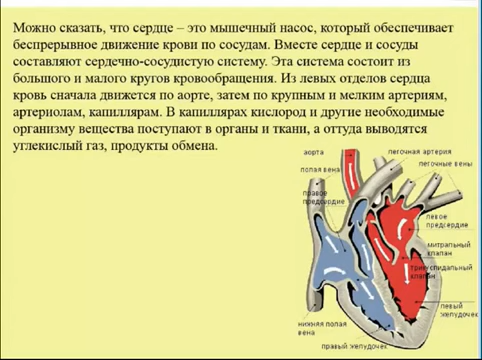 Можно сказать, что сердце – это мышечный насос, который обеспечивает
беспрерывное движение крови по сосудам. Вместе сердце и сосуды
составляют сердечно-сосудистую систему. Эта система состоит из
большого и малого кругов кровообращения. Из левых отделов сердца
кровь сначала движется по аорте, затем по крупным и мелким артериям,
артериолам, капиллярам. В капиллярах кислород и другие необходимые
организму вещества поступают в органы и ткани, а оттуда выводятся
углекислый газ, продукты обмена.
аорта
легочная артерия
легочные вены
полая вена
правое
предсердие
левое
предсердие
митральный
клапан
трикуспидальный
клапан
левый
желудочек
нижняя полая
вена
правый желудочек